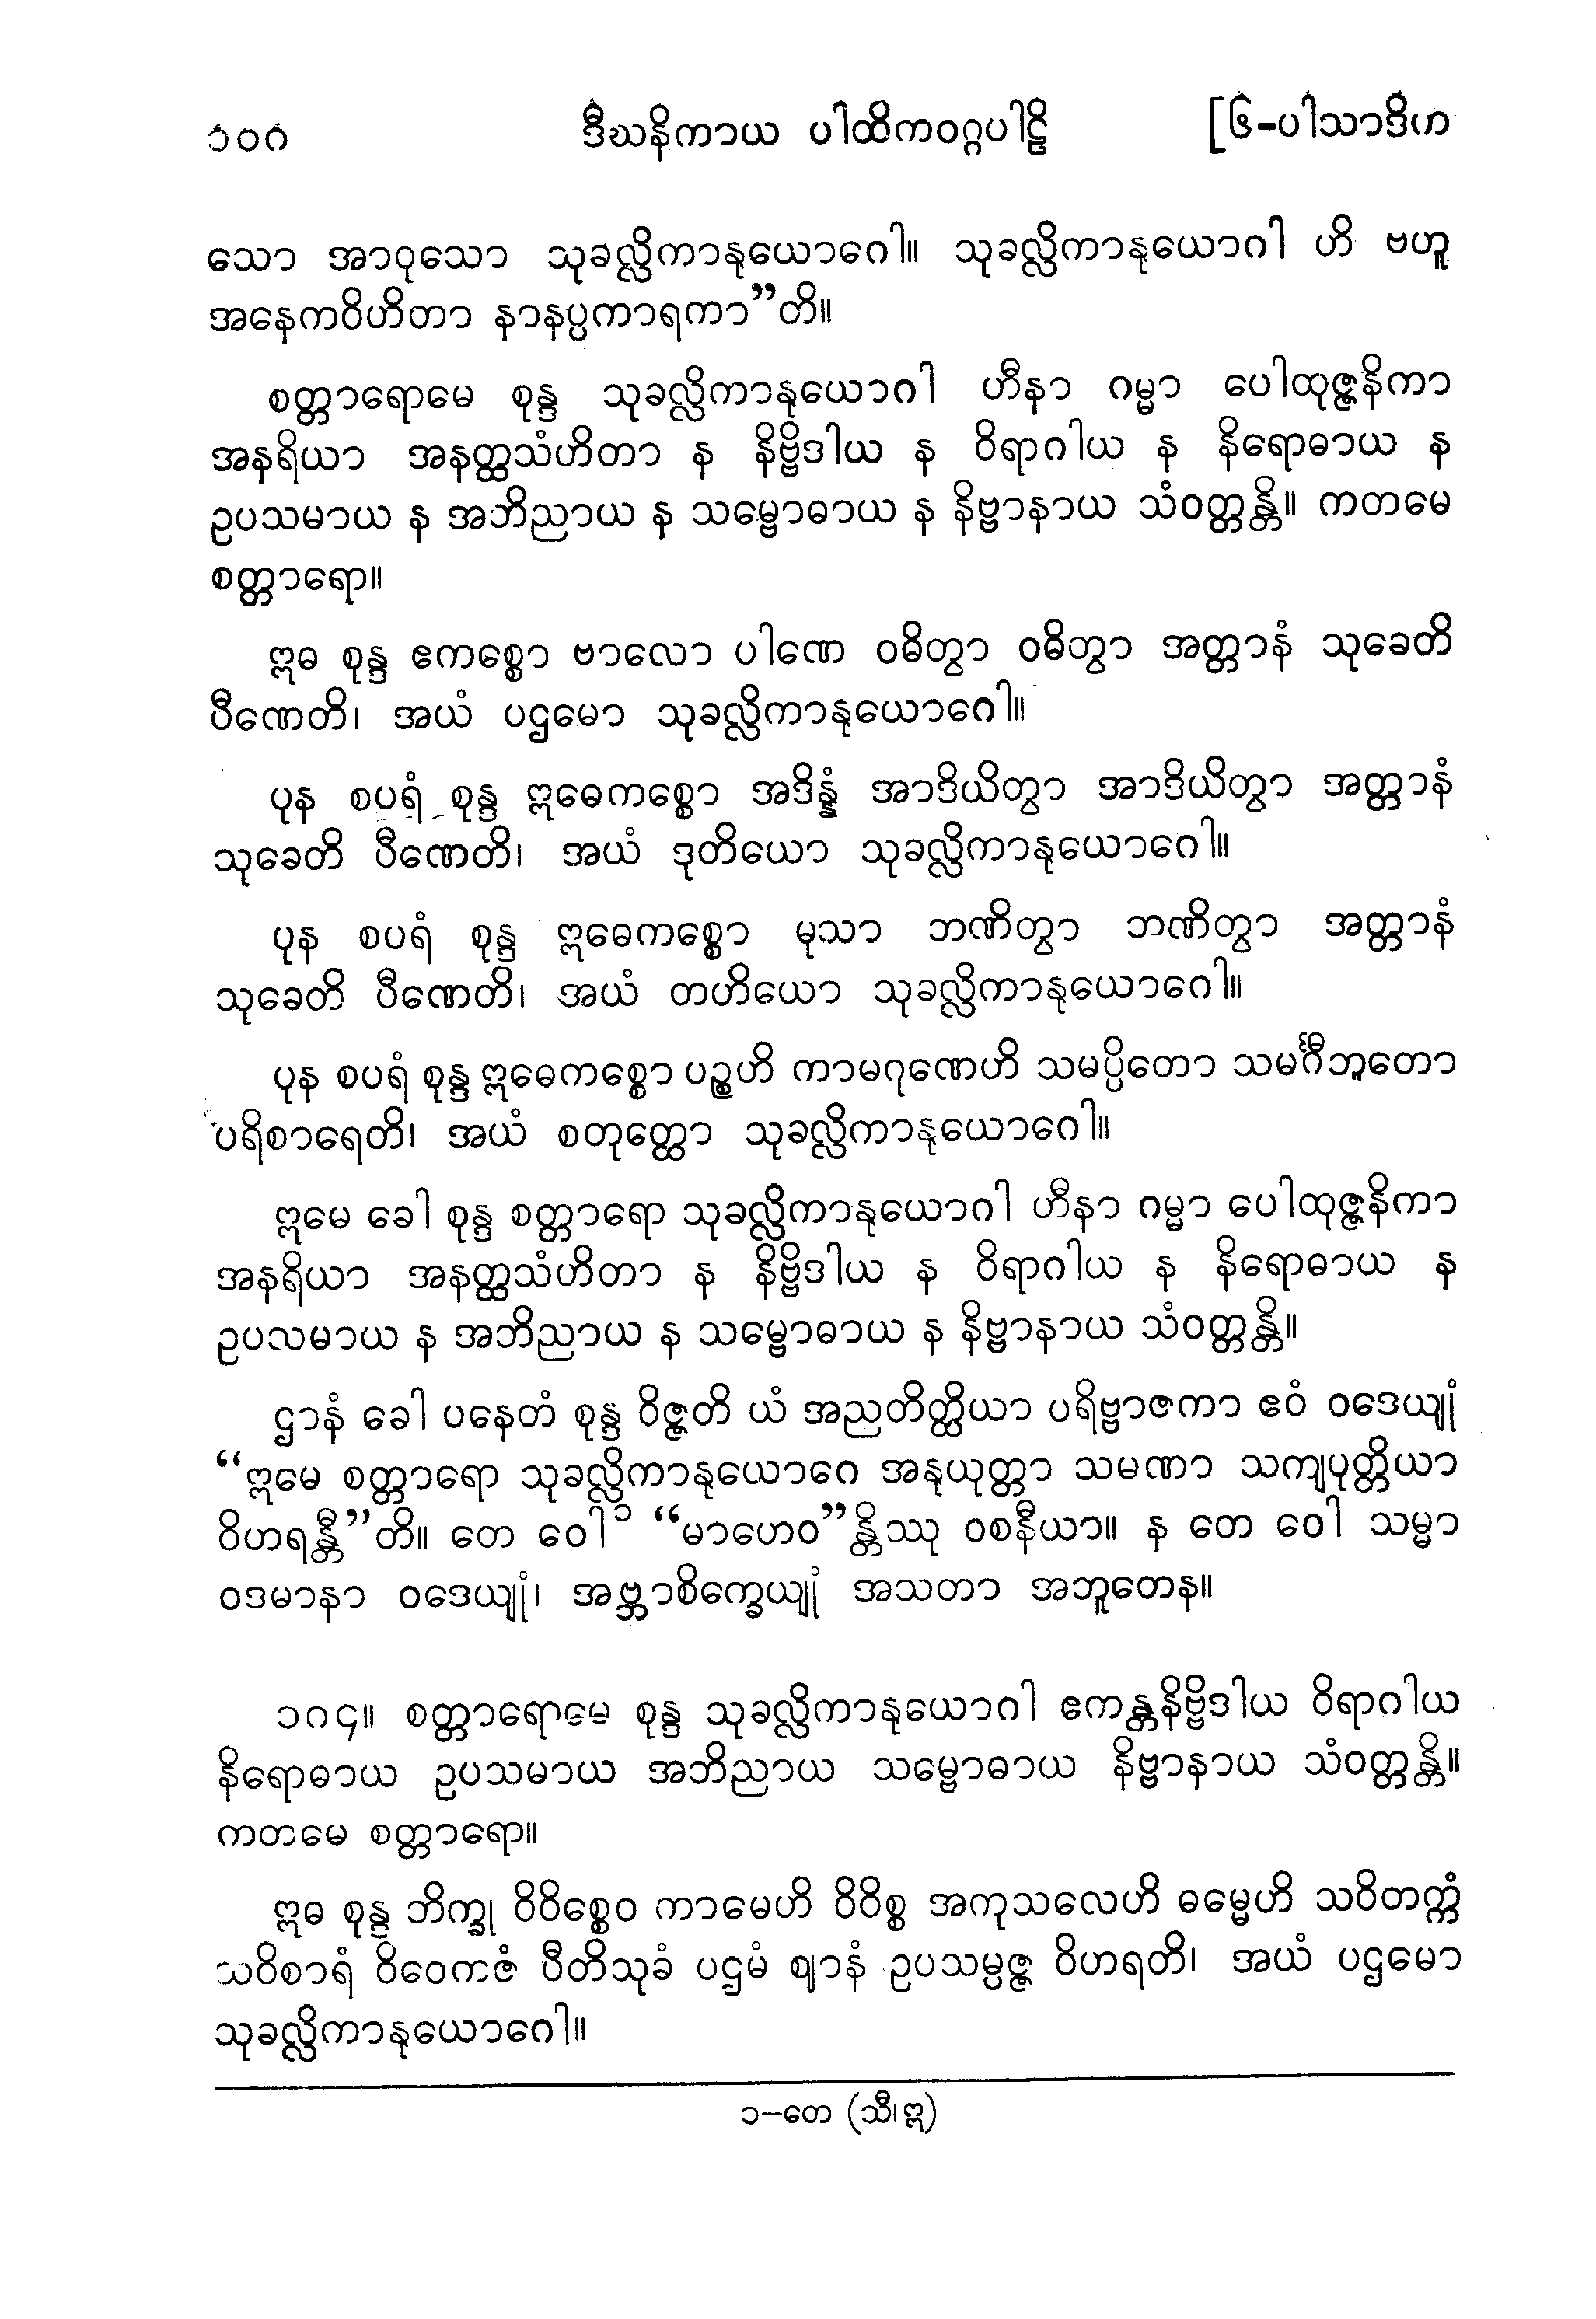 ၁၀၈ ဒီဃနိကာယ ပါထိကဝဂ္ဂပါဠိ [၆-ပါသာဒိက
သော အာဝုသော သုခလ္လိကာနုယောဂေါ။ သုခလ္လိကာနုယောဂါ ဟိ ဗဟူ
အနေကဝိဟိတာ နာနပ္ပကာရကာ”တိ။
စတ္တာရောမေ စုန္ဒ သုခလ္လိကာနုယောဂါ ဟီနာ ဂမ္မာ ပေါထုဇ္ဇနိကာ
အနရိယာ အနတ္ထသံဟိတာ န နိဗ္ဗိဒါယ န ဝိရာဂါယ န နိရောဓာယ န
ဥပသမာယ န အဘိညာယ န သမ္ဗောဓာယ န နိဗ္ဗာနာယ သံဝတ္တန္တိ။ ကတမေ
စတ္တာရော။
ဣဓ စုန္ဒ ဧကစ္စော ဗာလော ပါဏေ ဝဓိတွာ ဝဓိတွာ အတ္တာနံ သုခေတိ
ပီဏေတိ၊ အယံ ပဌမော သုခလ္လိကာနုယောဂေါ။
ပုန စပရံ စုန္ဒ ဣဓေကစ္စော အဒိန္နံ အာဒိယိတွာ အာဒိယိတွာ အတ္တာနံ
သုခေတိ ပီဏေတိ၊ အယံ ဒုတိယော သုခလ္လိကာနုယောဂေါ။
ပုန စပရံ စုန္ဒ ဣဓေကစ္စော မုသာ ဘဏိတွာ ဘဏိတွာ အတ္တာနံ
သုခေတိ ပီဏေတိ၊ အယံ တတိယော သုခလ္လိကာနုယောဂေါ။
ပုန စပရံ စုန္ဒ ဣဓေကစ္စော ပဉ္စဟိ ကာမဂုဏေဟိ သမပ္ပိတော သမင်္ဂီဘူတော
ပရိစာရေတိ၊ အယံ စတုတ္ထော သုခလ္လိကာနုယောဂေါ။
ဣမေ ခေါ စုန္ဒ စတ္တာရော သုခလ္လိကာနုယောဂါ ဟီနာ ဂမ္မာ ပေါထုဇ္ဇနိကာ
အနရိယာ အနတ္ထသံဟိတာ န နိဗ္ဗိဒါယ န ဝိရာဂါယ န နိရောဓာယ န
ဥပသမာယ န အဘိညာယ န သမ္ဗောဓာယ န နိဗ္ဗာနာယ သံဝတ္တန္တိ။
ဌာနံ ခေါ ပနေတံ စုန္ဒ ဝိဇ္ဇတိ ယံ အညတိတ္ထိယာ ပရိဗ္ဗာဇကာ ဧဝံ ဝဒေယျုံ
“ဣမေ စတ္တာရော သုခလ္လိကာနုယောဂေ အနုယုတ္တာ သမဏာ သကျပုတ္တိယာ
ဝိဟရန္တီ”တိ။ တေ ဝေါ ၁ “မာဟေဝ”န္တိဿု ဝစနီယာ။ န တေ ဝေါ သမ္မာ
ဝဒမာနာ ဝဒေယျုံ၊ အဗ္ဘာစိက္ခေယျုံ အသတာ အဘူတေန။
၁၈၄။ စတ္တာရောမေ စုန္ဒ သုခလ္လိကာနုယောဂါ ဧကန္တနိဗ္ဗိဒါယ ဝိရာဂါယ
နိရောဓာယ ဥပသမာယ အဘိညာယ သမ္ဗောဓာယ နိဗ္ဗာနာယ သံဝတ္တန္တိ။
ကတမေ စတ္တာရော။
ဣဓ စုန္ဒ ဘိက္ခု ဝိဝိစ္စေဝ ကာမေဟိ ဝိဝိစ္စ အကုသလေဟိ ဓမ္မေဟိ သဝိတက္ကံ
သဝိစာရံ ဝိဝေကဇံ ပီတိသုခံ ပဌမံ ဈာနံ ဥပသမ္ပဇ္ဇ ဝိဟရတိ၊ အယံ ပဌမော
သုခလ္လိကာနုယောဂေါ။
၁-တေ (သီ၊ဣ)